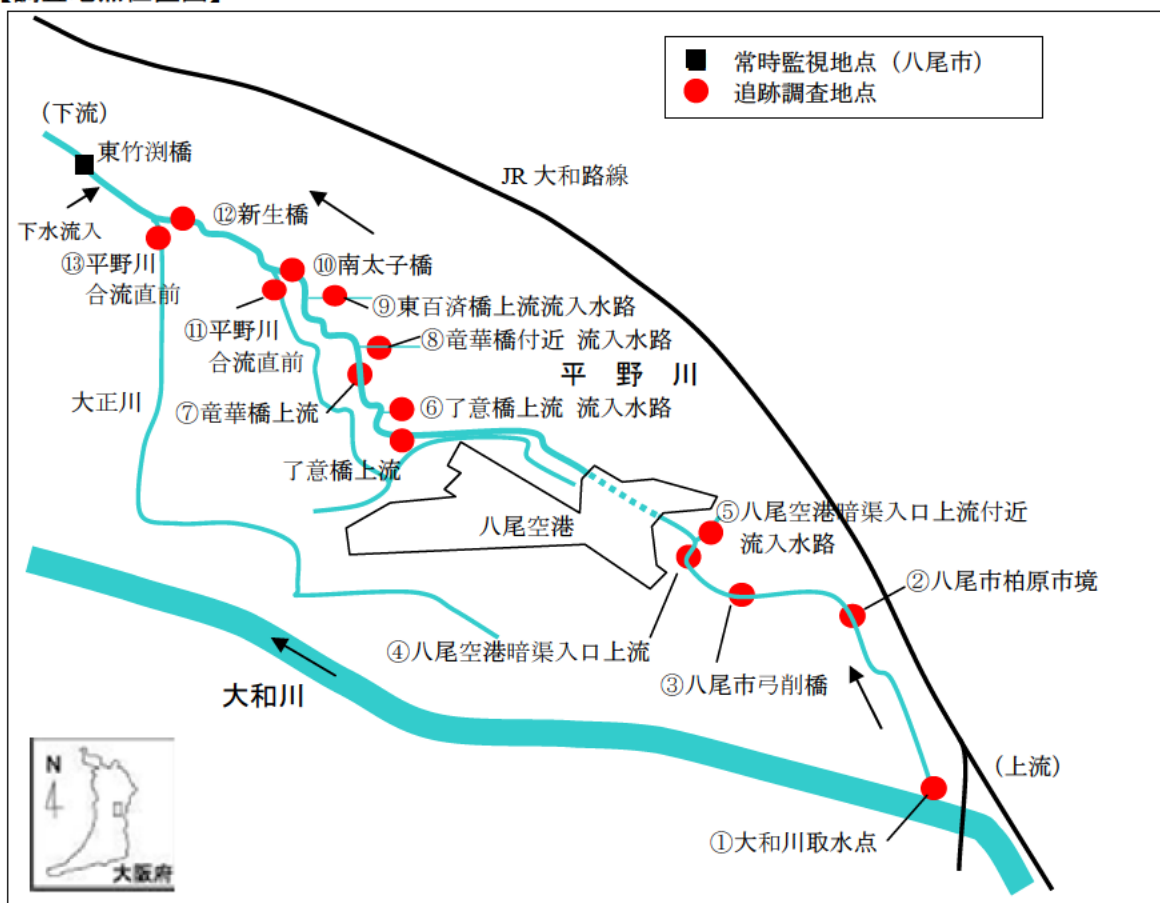 【調査地点位置図】
常時監視地点（八尾市）
追跡調査地点
（下流）
東竹渕橋
JR 大和路線
下水流入
⑫新生橋
⑬平野川
合流直前
⑩南太子橋
⑨東百済橋上流流入水路
⑪平野川
合流直前
⑧竜華橋付近 流入水路
平 野 川
大正川
⑦竜華橋上流
⑥了意橋上流 流入水路
了意橋上流
八尾空港
⑤八尾空港暗渠入口上流付近
流入水路
②八尾市柏原市境
④八尾空港暗渠入口上流
③八尾市弓削橋
大和川
（上流）
①大和川取水点
N
大阪府